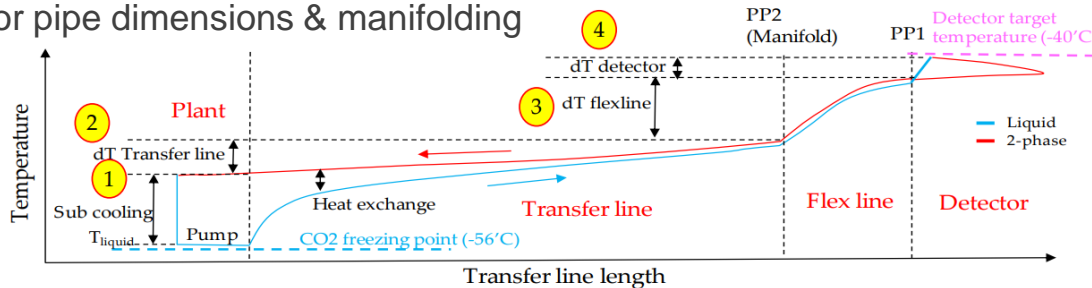 or pipe dimensions & manifolding
4
PP2
(Manifold)
PP1
Detector target
temperature (-40'C
dT detector
Plant
3
dT flexline
2
dT Transfer line
Liquid
2-phase
1
Sub cooling
Heat exchange
Transfer line
Flex line
Detector
Tliquid
Pump
CO2 freezing point (-56'C)
Temperature
Transfer line length